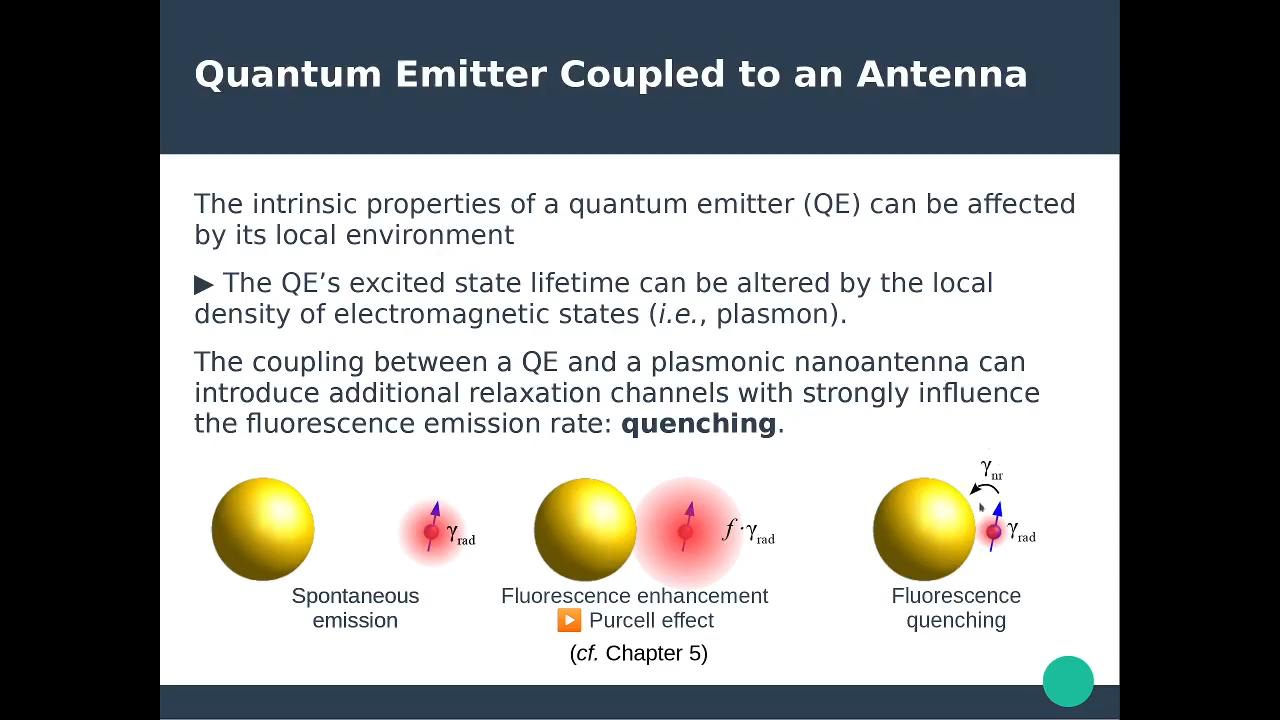 Quantum Emitter Coupled to an Antenna
The intrinsic properties of a quantum emitter (QE) can be affected
by its local environment
▶ The QE’s excited state lifetime can be altered by the local
density of electromagnetic states (i.e., plasmon).
The coupling between a QE and a plasmonic nanoantenna can
introduce additional relaxation channels with strongly influence
the fluorescence emission rate: quenching.
γnr
γrad
f·γrad
γrad
Spontaneous
emission
Fluorescence enhancement
▶ Purcell effect
(cf. Chapter 5)
Fluorescence
quenching